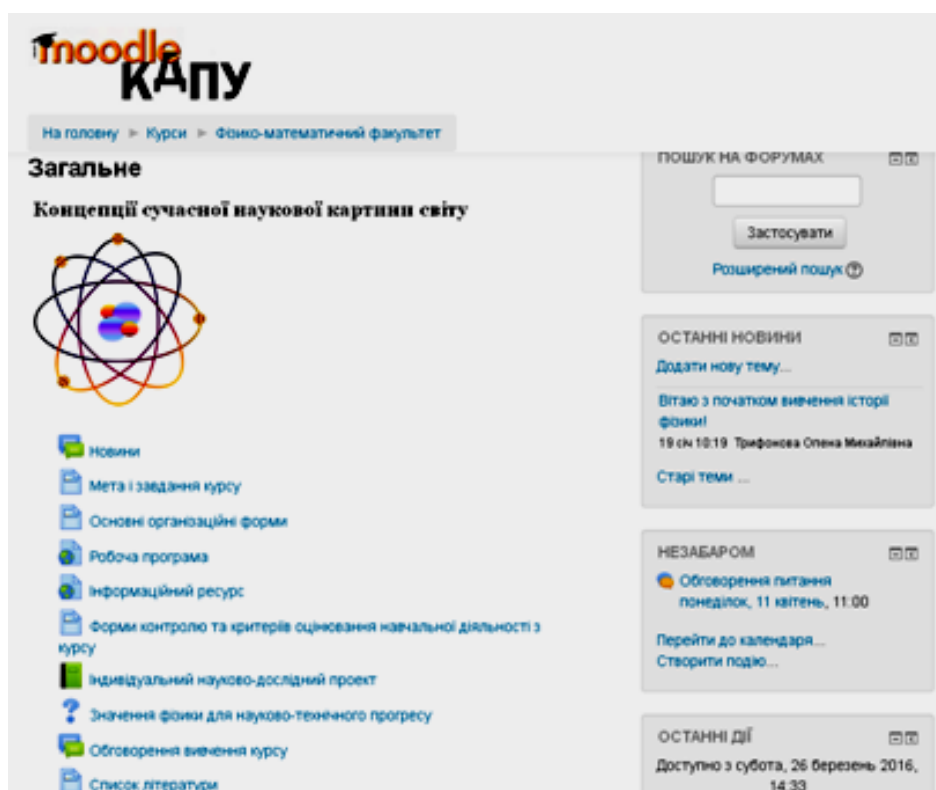 moodle
КДПУ
На головну ► Курси ► Фізико-математичний факультет
Загальне
Концепції сучасної наукової картини світу
Новини
Мета і завдання курсу
Основні організаційні форми
Робоча програма
Інформаційний ресурс
Форми контролю та критеріїв оцінювання навчальної діяльності з
курсу
Індивідуальний науково-дослідний проект
Значення фізики для науково-технічного прогресу
Обговорення вивчення курсу
Список літератури
ПОШУК НА ФОРУМАХ
Застосувати
Розширений пошук
ОСТАННІ НОВИНИ
Додати нову тему...
Вітаю з початком вивчення історії
фізики!
19 січ 10:19 Трифонова Олена Михайлівна
Старі теми ...
НЕЗАБАРОМ
Обговорення питання
понеділок, 11 квітень, 11:00
Перейти до календаря...
Створити подію...
ОСТАННІ ДІЇ
Доступно з субота, 26 березень 2016,
14:33